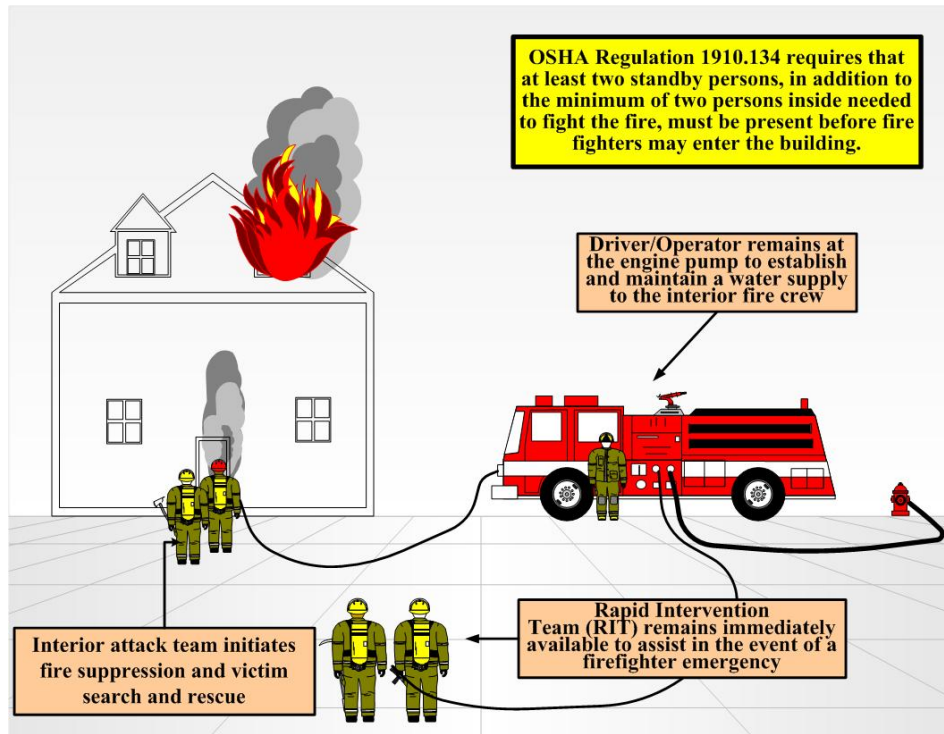 OSHA Regulation 1910.134 requires that
at least two standby persons, in addition to
the minimum of two persons inside needed
to fight the fire, must be present before fire
fighters may enter the building.
Driver/Operator remains at
the engine pump to establish
and maintain a water supply
to the interior fire crew
Interior attack team initiates
fire suppression and victim
search and rescue
Rapid Intervention
Team (RIT) remains immediately
available to assist in the event of a
firefighter emergency